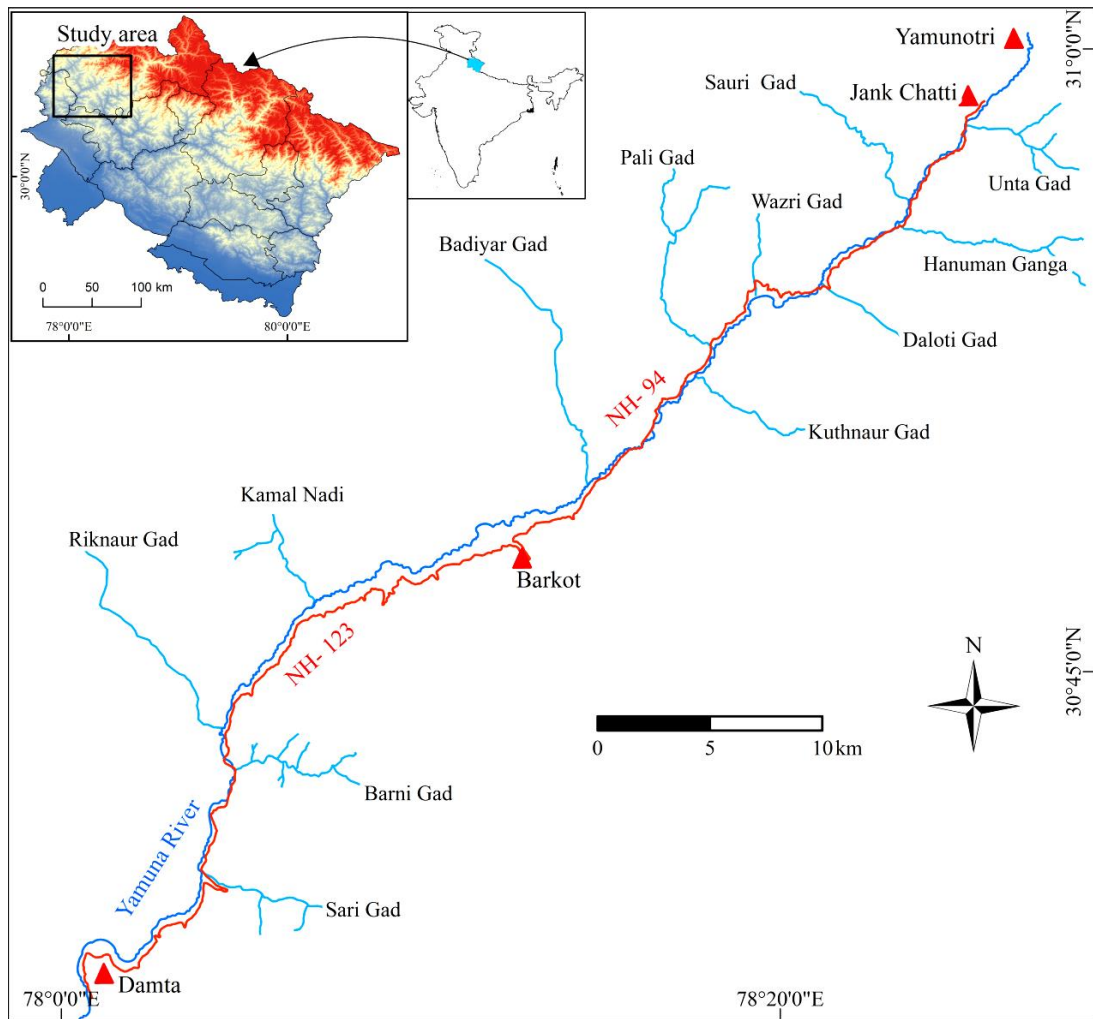 Study area
30°0'0"N
0 50 100 km
78°0'0"E
80°0'0"E
Yamunotri
31°0'0"N
Sauri Gad
Jank Chatti
Pali Gad
Unta Gad
Wazri Gad
Badiyar Gad
Hanuman Ganga
Daloti Gad
NH- 94
Kuthnaur Gad
Kamal Nadi
Riknaur Gad
Barkot
NH- 123
N
30°45'0"N
0 5 10 km
Barni Gad
Yamuna River
Sari Gad
Damta
78°0'0"E
78°20'0"E